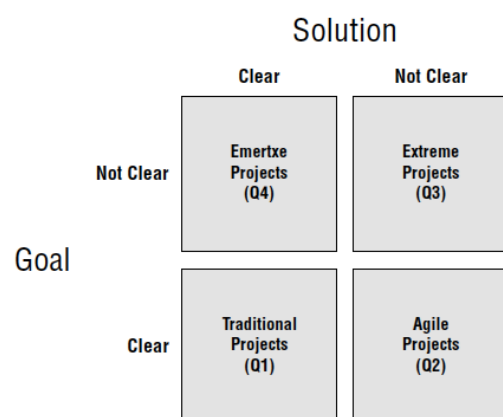 Solution
Clear
Not Clear
Not Clear
Emertxe
Projects
(Q4)
Extreme
Projects
(Q3)
Goal
Clear
Traditional
Projects
(Q1)
Agile
Projects
(Q2)